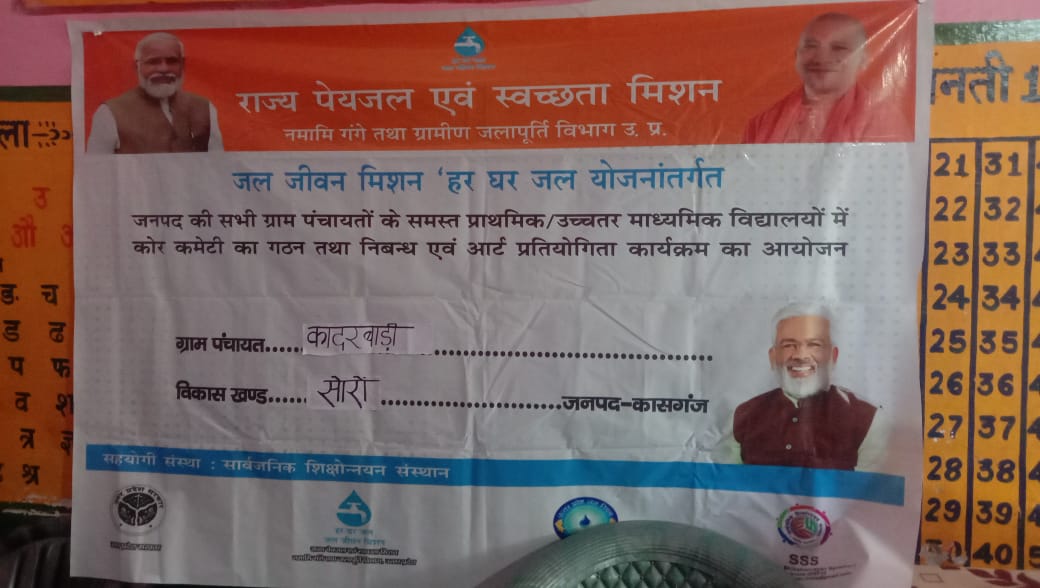 राज्य पेयजल एवं स्वच्छता मिशन
नमामि गंगे तथा ग्रामीण जलापूर्ति विभाग उ. प्र.
जल जीवन मिशन 'हर घर जल योजनांतर्गत
जनपद की सभी ग्राम पंचायतों के समस्त प्राथमिक/उच्चतर माध्यमिक विद्यालयों में
कोर कमेटी का गठन तथा निबन्ध एवं आर्ट प्रतियोगिता कार्यक्रम का आयोजन
ग्राम पंचायत...... कादरबाड़ी ........................................
विकास खण्ड...... सोरों ...........................जनपद-कासगंज
सहयोगी संस्था : सार्वजनिक शिक्षोन्नयन संस्थान
हर घर जल
जल जीवन मिशन
SSS
ला
उ
औ
ङ च
ड ढ
प फ
व श
त्र ज्ञ
श्र
नती 1
21 31
22 32
23 33
24 34
25 35
26 36
27 37
28 38
29 39
40